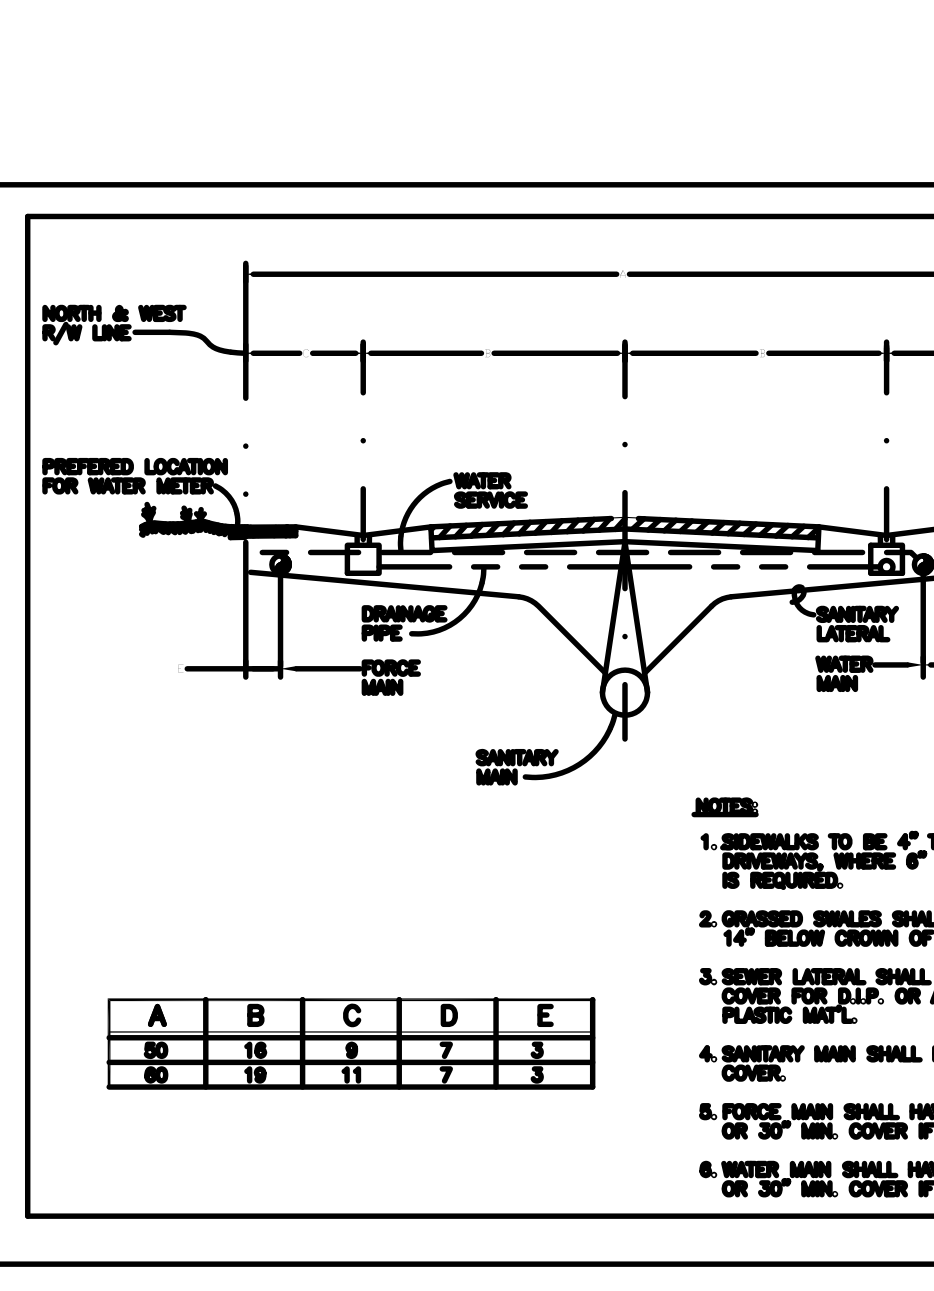 A
C B B
NORTH & WEST
R/W LINE
PREFERED LOCATION
FOR WATER METER
WATER
SERVICE
DRAINAGE
PIPE
SANITARY
LATERAL
E
FORCE
MAIN
WATER
MAIN
SANITARY
MAIN
NOTES:
1. SIDEWALKS TO BE 4" T
DRIVEWAYS, WHERE 6"
IS REQUIRED.
2. GRASSED SWALES SHAL
14" BELOW CROWN OF
3. SEWER LATERAL SHALL
COVER FOR D.I.P. OR A
PLASTIC MAT'L.
4. SANITARY MAIN SHALL
COVER.
5. FORCE MAIN SHALL HAV
OR 30" MIN. COVER IF
6. WATER MAIN SHALL HAV
OR 30" MIN. COVER IF
A B C D E
50 16 9 7 3
60 19 11 7 3